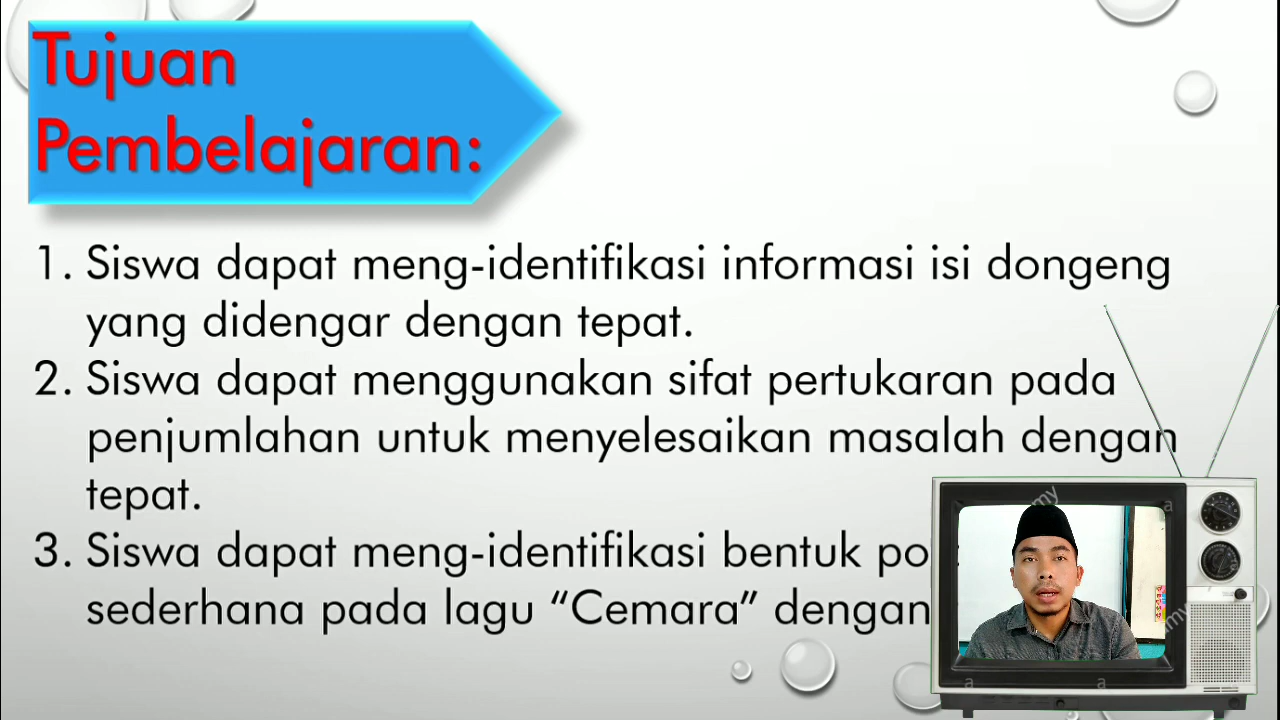 Tujuan
Pembelajaran:
1. Siswa dapat meng-identifikasi informasi isi dongeng
yang didengar dengan tepat.
2. Siswa dapat menggunakan sifat pertukaran pada
penjumlahan untuk menyelesaikan masalah dengan
tepat.
3. Siswa dapat meng-identifikasi bentuk
sederhana pada lagu “Cemara” dengan
my
a
my
a
a